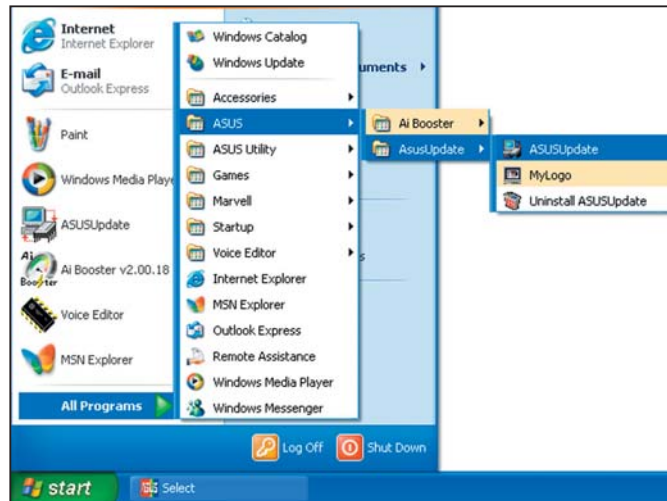 Internet
Internet Explorer
E-mail
Outlook Express
Paint
Windows Media Playe
ASUSUpdate
Ai Booster
Ai Booster v2.00.18
Voice Editor
MSN Explorer
All Programs
Windows Catalog
Windows Update
Accessories
ASUS
ASUS Utility
Games
Marvell
Startup
Voice Editor
Internet Explorer
MSN Explorer
Outlook Express
Remote Assistance
Windows Media Player
Windows Messenger
uments
s
Ai Booster
AsusUpdate
ASUSUpdate
MyLogo
Uninstall ASUSUpdate
Log Off
Shut Down
start
Select